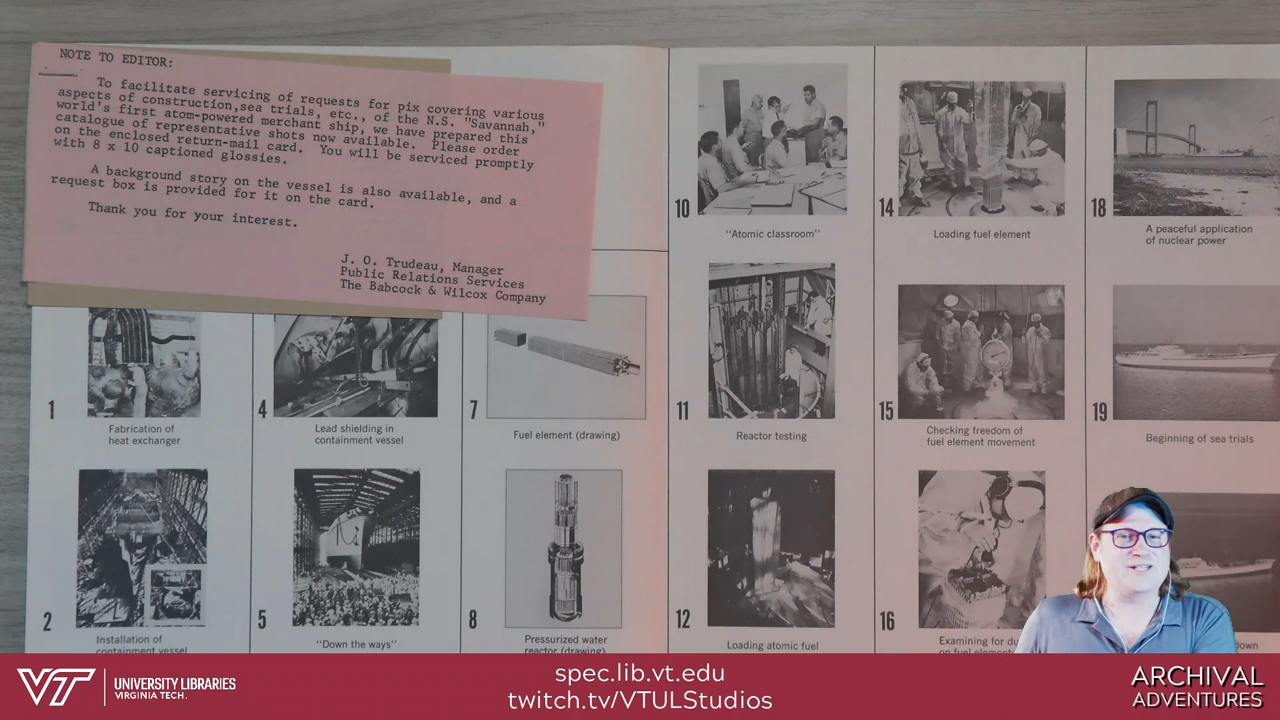 NOTE TO EDITOR:
To facilitate servicing of requests for pix covering various
aspects of construction,sea trials, etc., of the N.S. "Savannah,"
world's first atom-powered merchant ship, we have prepared this
catalogue of representative shots now available. Please order
on the enclosed return-mail card. You will be serviced promptly
with 8 x 10 captioned glossies.
A background story on the vessel is also available, and a
request box is provided for it on the card.
Thank you for your interest.
J. O. Trudeau, Manager
Public Relations Services
The Babcock & Wilcox Company
1
Fabrication of
heat exchanger
2
Installation of
containment vessel
4
Lead shielding in
containment vessel
5
"Down the ways"
7
Fuel element (drawing)
8
Pressurized water
reactor (drawing)
10
"Atomic classroom"
11
Reactor testing
12
Loading atomic fuel
14
Loading fuel element
15
Checking freedom of
fuel element movement
16
Examining for
on fuel
18
A peaceful application
of nuclear power
19
Beginning of sea trials
down
VT
UNIVERSITY LIBRARIES
VIRGINIA TECH.
spec.lib.vt.edu
twitch.tv/VTULStudios
ARCHIVAL
ADVENTURES